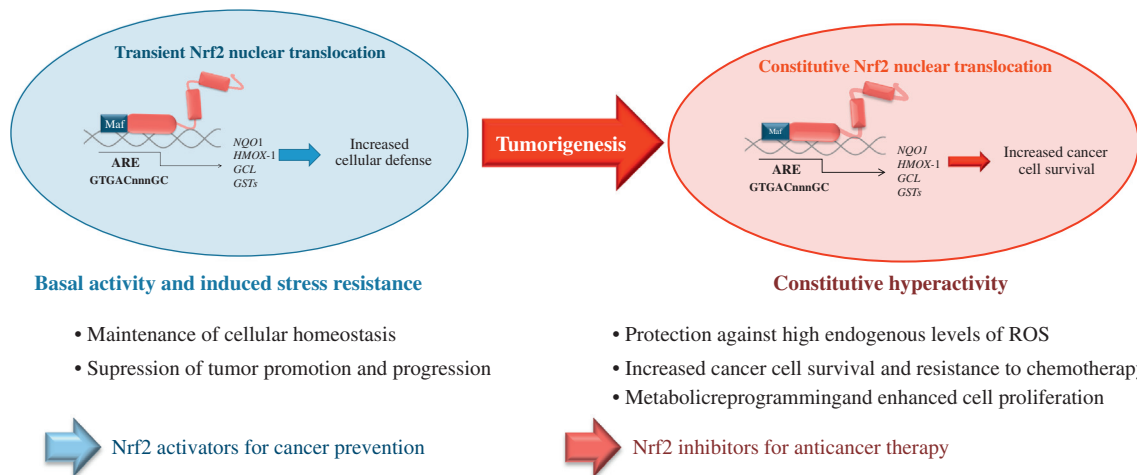 Transient Nrf2 nuclear translocation
Maf
ARE
GTGACnnnGC
NQO1
HMOX-1
GCL
GSTs
Increased
cellular defense
Tumorigenesis
Constitutive Nrf2 nuclear translocation
Maf
ARE
GTGACnnnGC
NQO1
HMOX-1
GCL
GSTs
Increased cancer
cell survival
Basal activity and induced stress resistance
• Maintenance of cellular homeostasis
• Supression of tumor promotion and progression
Nrf2 activators for cancer prevention
Constitutive hyperactivity
• Protection against high endogenous levels of ROS
• Increased cancer cell survival and resistance to chemotherapy
• Metabolicreprogrammingand enhanced cell proliferation
Nrf2 inhibitors for anticancer therapy